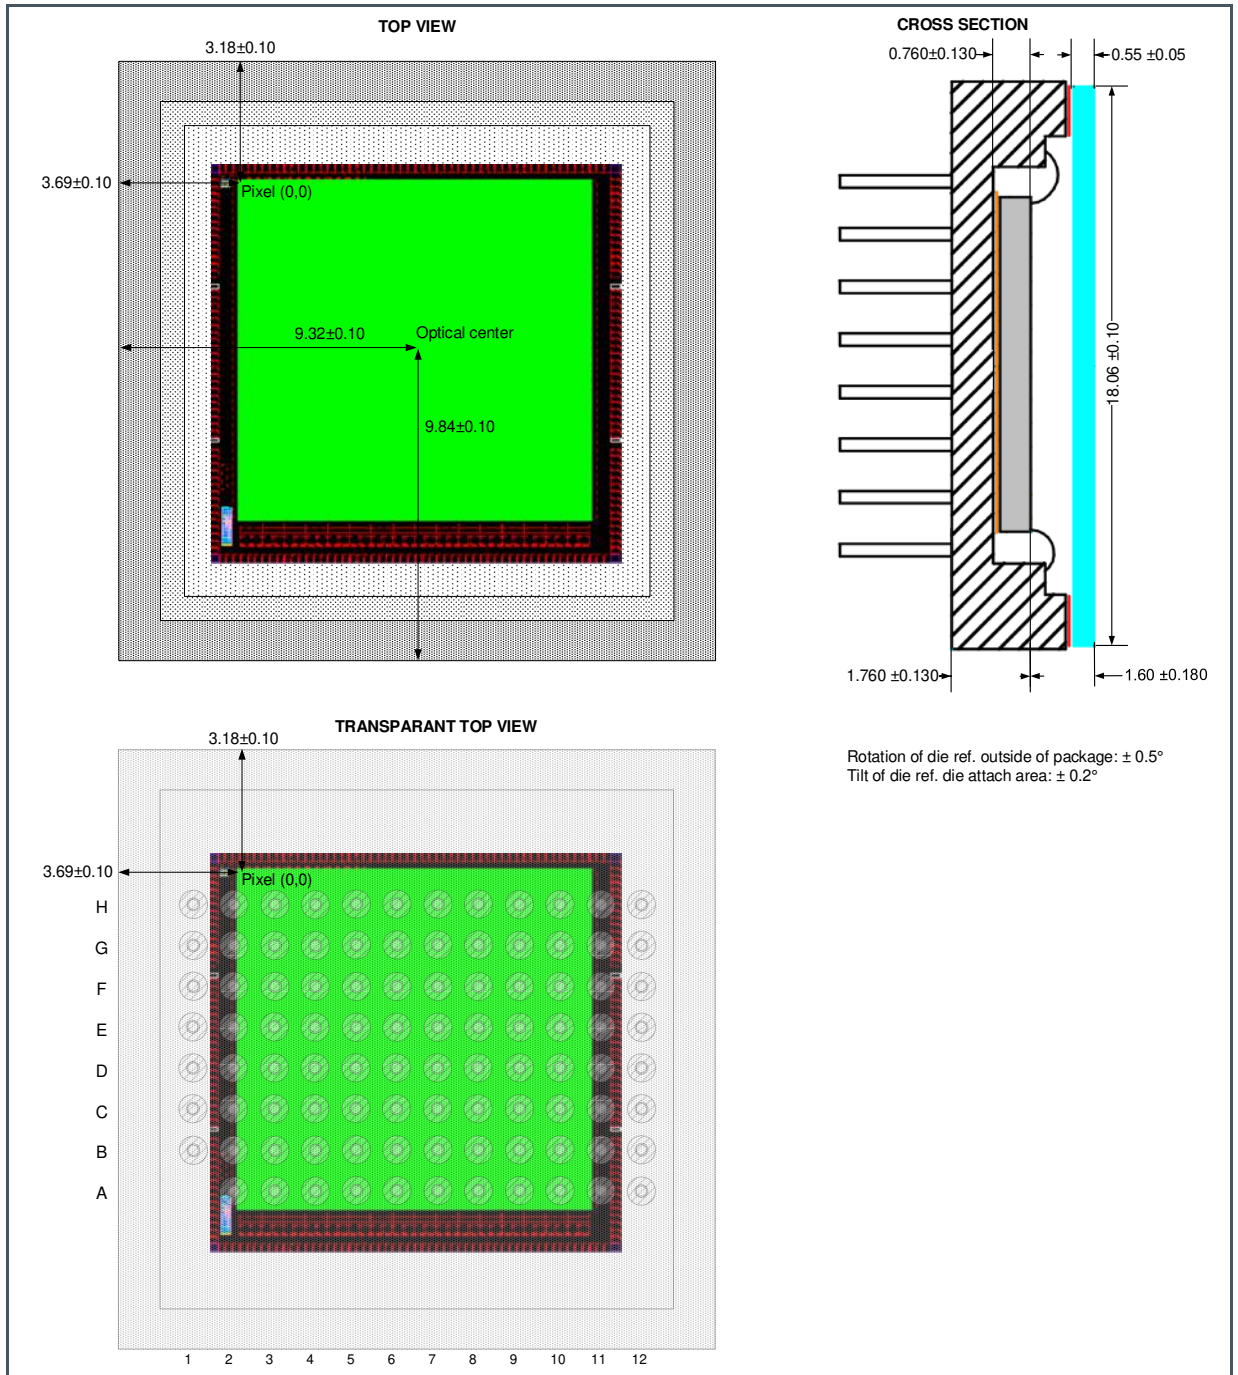 TOP VIEW
CROSS SECTION
3.18±0.10
0.760±0.130
0.55 ±0.05
3.69±0.10
Pixel (0,0)
9.32±0.10
Optical center
18.06 ±0.10
9.84±0.10
1.760 ±0.130
1.60 ±0.180
TRANSPARANT TOP VIEW
3.18±0.10
Rotation of die ref. outside of package: ± 0.5°
Tilt of die ref. die attach area: ± 0.2°
3.69±0.10
Pixel (0,0)
H
G
F
E
D
C
B
A
1 2 3 4 5 6 7 8 9 10 11 12